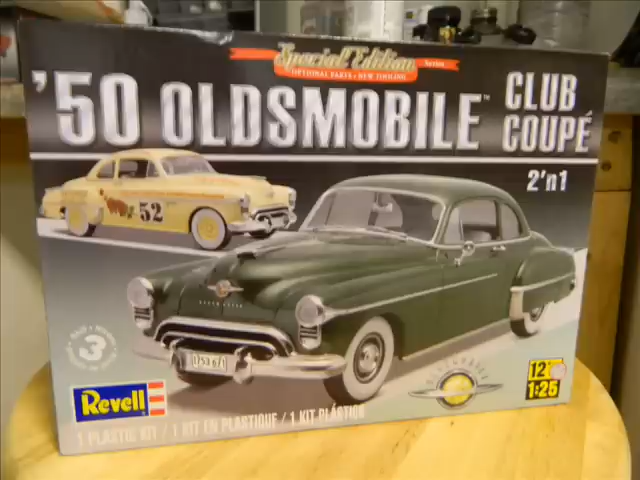 Special Edition Series
OPTIONAL PARTS • NEW TOOLING
'50 OLDSMOBILE™
CLUB
COUPÉ
2'n1
52
3
Revell
12
1:25
1 PLASTIC KIT / 1 KIT EN PLASTIQUE / 1 KIT PLÁSTICO